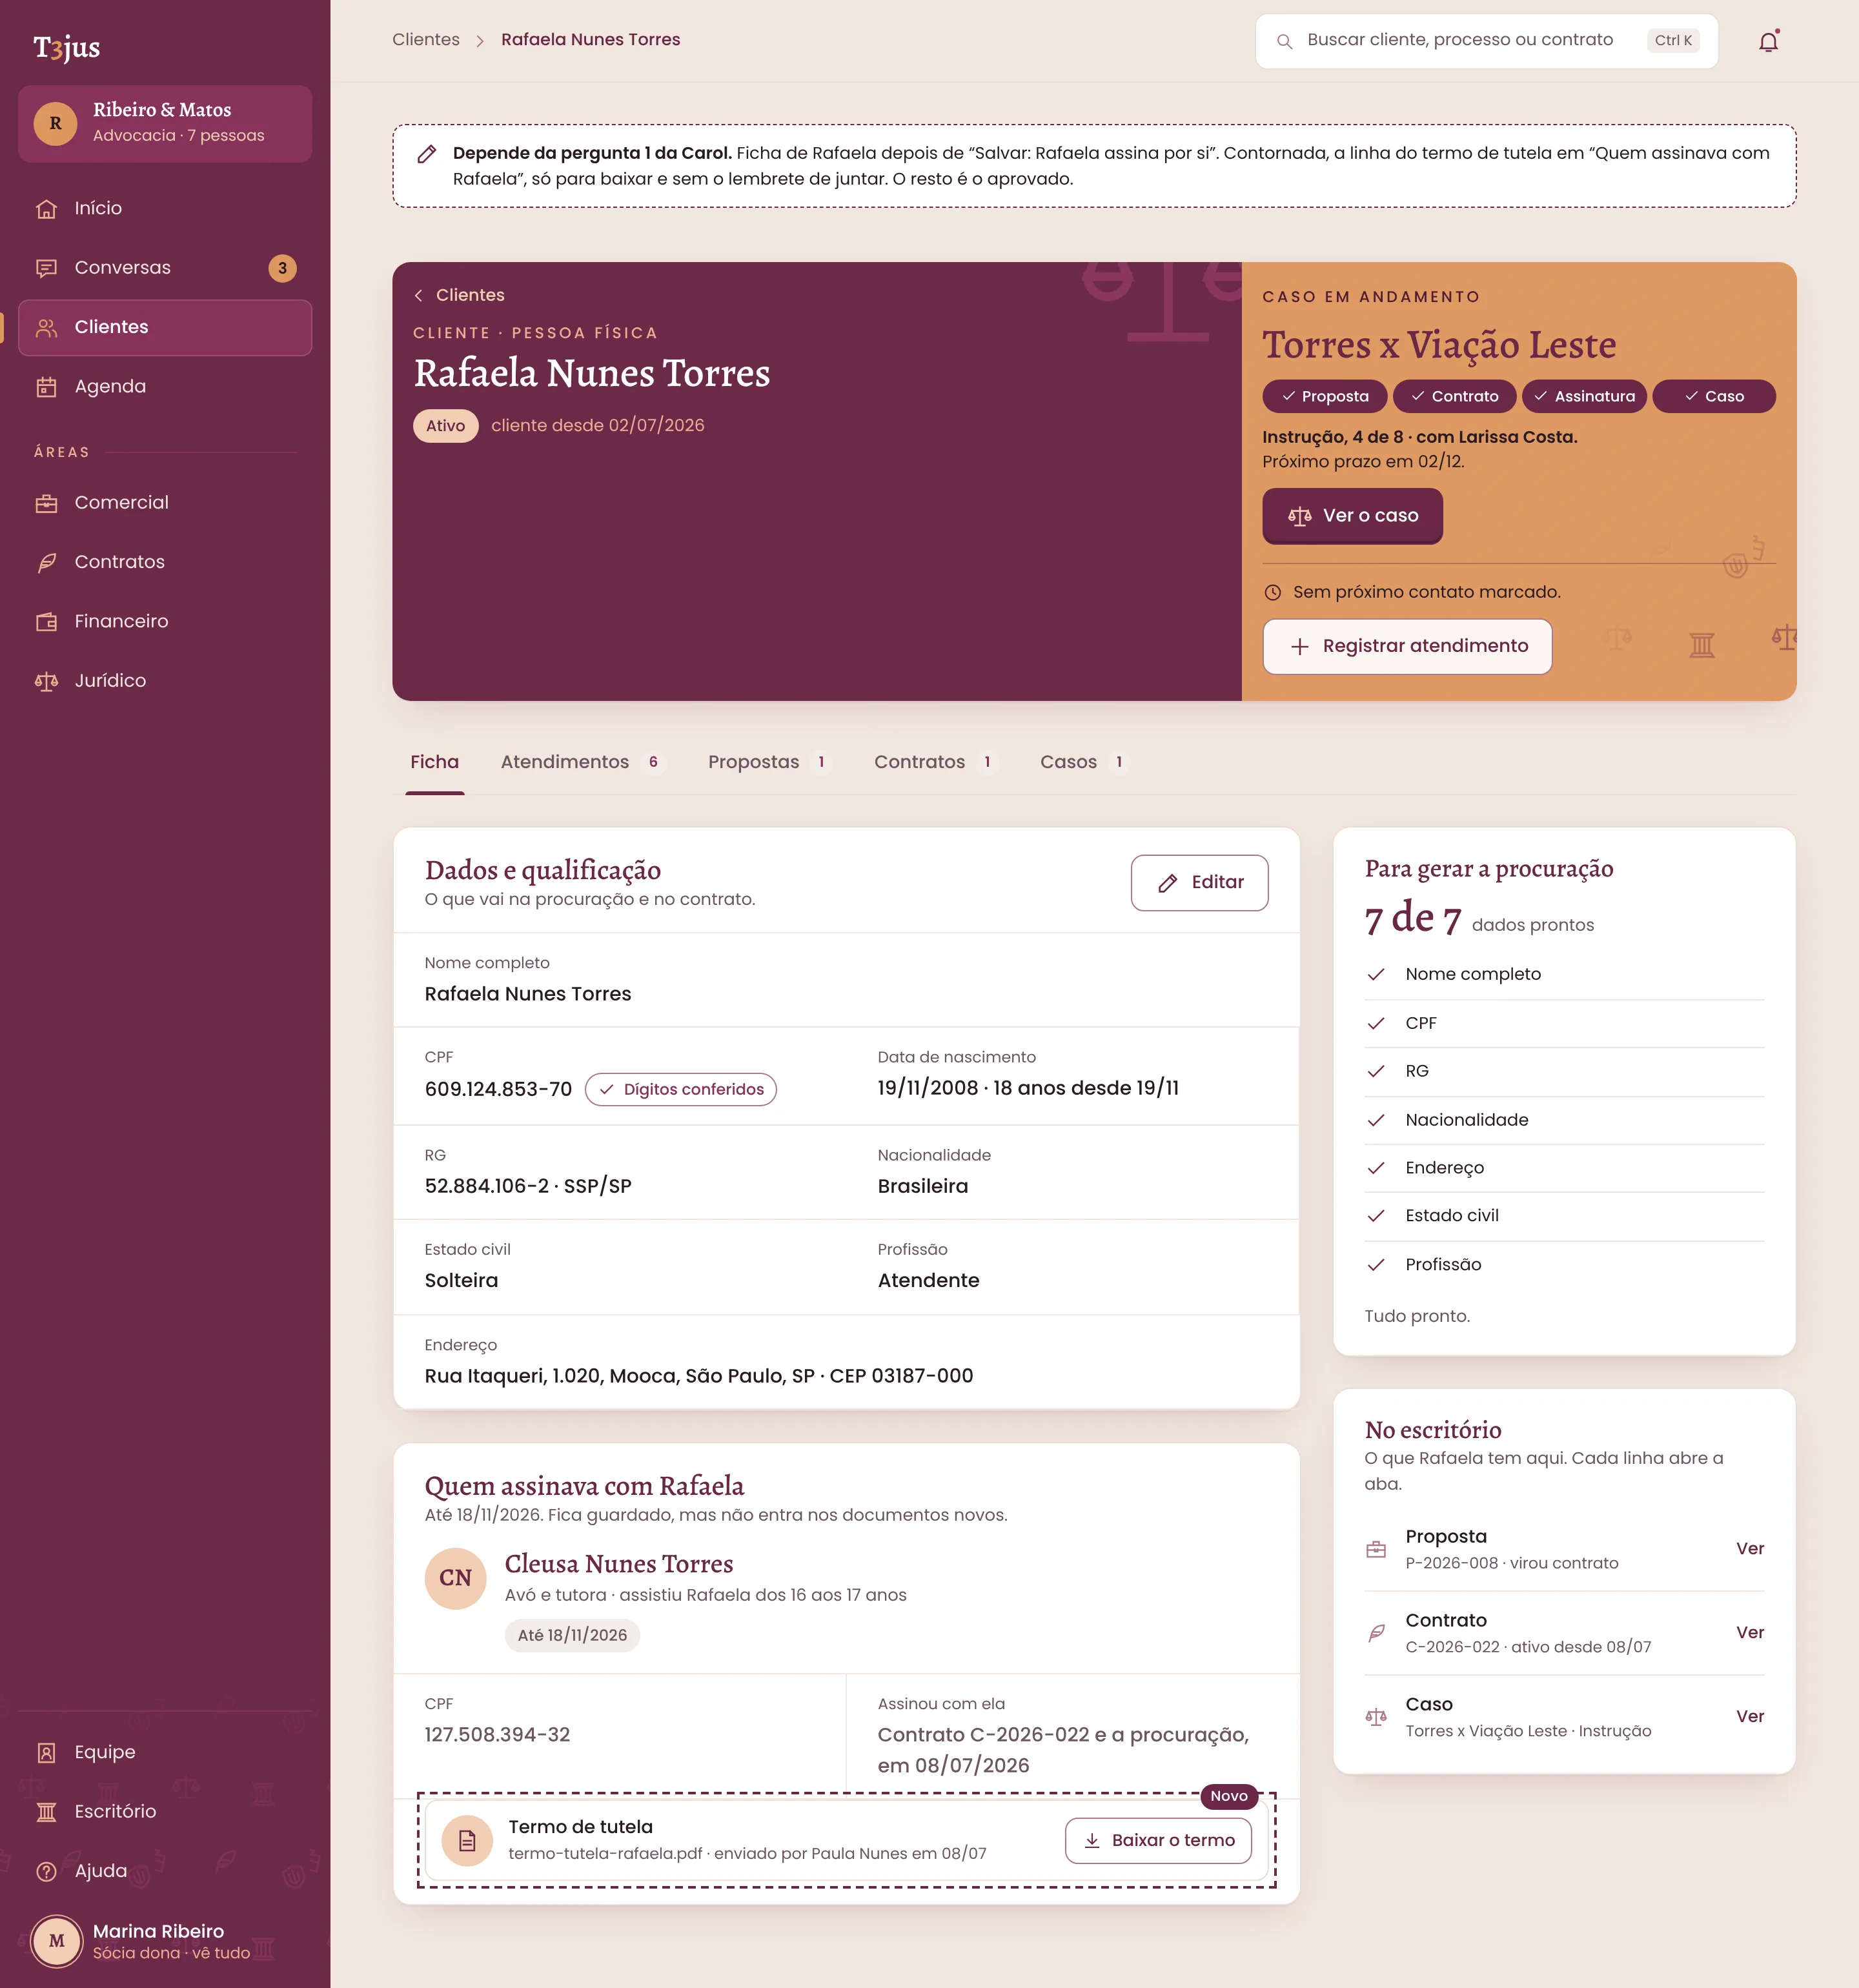 T3jus
R
Ribeiro & Matos
Advocacia · 7 pessoas
Início
Conversas
3
Clientes
Agenda
ÁREAS
Comercial
Contratos
Financeiro
Jurídico
Equipe
Escritório
Ajuda
M
Marina Ribeiro
Sócia dona · vê tudo
Clientes
Rafaela Nunes Torres
Buscar cliente, processo ou contrato
Ctrl K
Depende da pergunta 1 da Carol. Ficha de Rafaela depois de “Salvar: Rafaela assina por si”. Contornada, a linha do termo de tutela em “Quem assinava com
Rafaela”, só para baixar e sem o lembrete de juntar. O resto é o aprovado.
Clientes
CLIENTE · PESSOA FÍSICA
Rafaela Nunes Torres
Ativo
cliente desde 02/07/2026
CASO EM ANDAMENTO
Torres x Viação Leste
Proposta
Contrato
Assinatura
Caso
Instrução, 4 de 8 · com Larissa Costa.
Próximo prazo em 02/12.
Ver o caso
Sem próximo contato marcado.
Registrar atendimento
Ficha
Atendimentos 6
Propostas 1
Contratos 1
Casos 1
Dados e qualificação
O que vai na procuração e no contrato.
Editar
Nome completo
Rafaela Nunes Torres
CPF
609.124.853-70
Dígitos conferidos
Data de nascimento
19/11/2008 · 18 anos desde 19/11
RG
52.884.106-2 · SSP/SP
Nacionalidade
Brasileira
Estado civil
Solteira
Profissão
Atendente
Endereço
Rua Itaqueri, 1.020, Mooca, São Paulo, SP · CEP 03187-000
Quem assinava com Rafaela
Até 18/11/2026. Fica guardado, mas não entra nos documentos novos.
CN
Cleusa Nunes Torres
Avó e tutora · assistiu Rafaela dos 16 aos 17 anos
Até 18/11/2026
CPF
127.508.394-32
Assinou com ela
Contrato C-2026-022 e a procuração,
em 08/07/2026
Novo
Termo de tutela
termo-tutela-rafaela.pdf · enviado por Paula Nunes em 08/07
Baixar o termo
Para gerar a procuração
7 de 7 dados prontos
Nome completo
CPF
RG
Nacionalidade
Endereço
Estado civil
Profissão
Tudo pronto.
No escritório
O que Rafaela tem aqui. Cada linha abre a
aba.
Proposta
P-2026-008 · virou contrato
Ver
Contrato
C-2026-022 · ativo desde 08/07
Ver
Caso
Torres x Viação Leste · Instrução
Ver